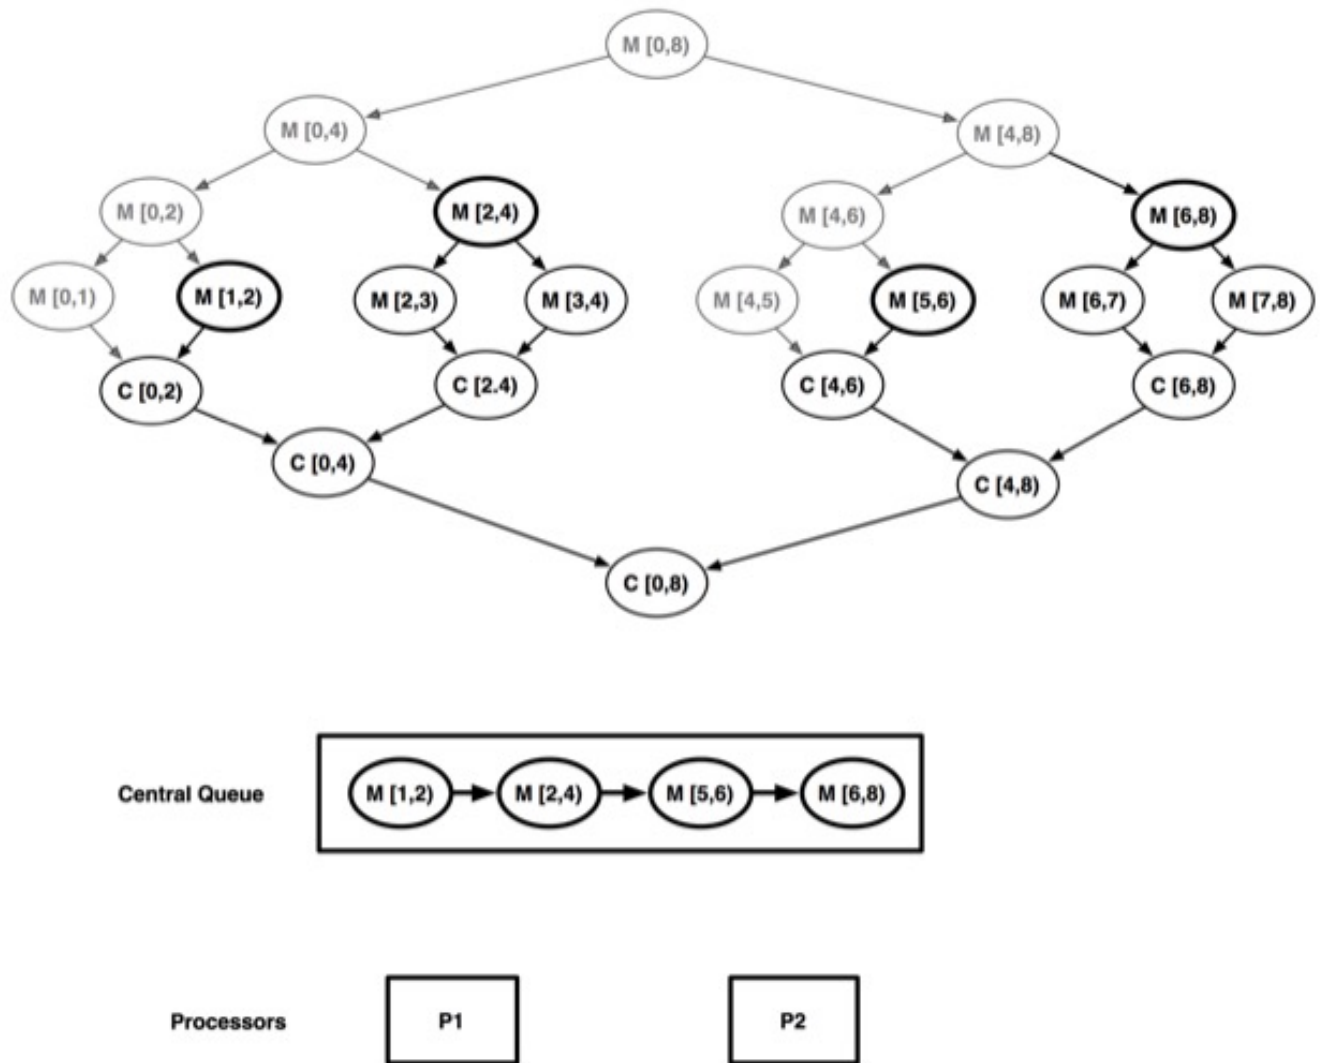 M [0,8)
M [0,4)
M [4,8)
M [0,2)
M [2,4)
M [4,6)
M [6,8)
M [0,1)
M [1,2)
M [2,3)
M [3,4)
M [4,5)
M [5,6)
M [6,7)
M [7,8)
C [0,2)
C [2.4)
C [4,6)
C [6,8)
C [0,4)
C [4,8)
C [0,8)
Central Queue
M [1,2)
M [2,4)
M [5,6)
M [6,8)
Processors
P1
P2